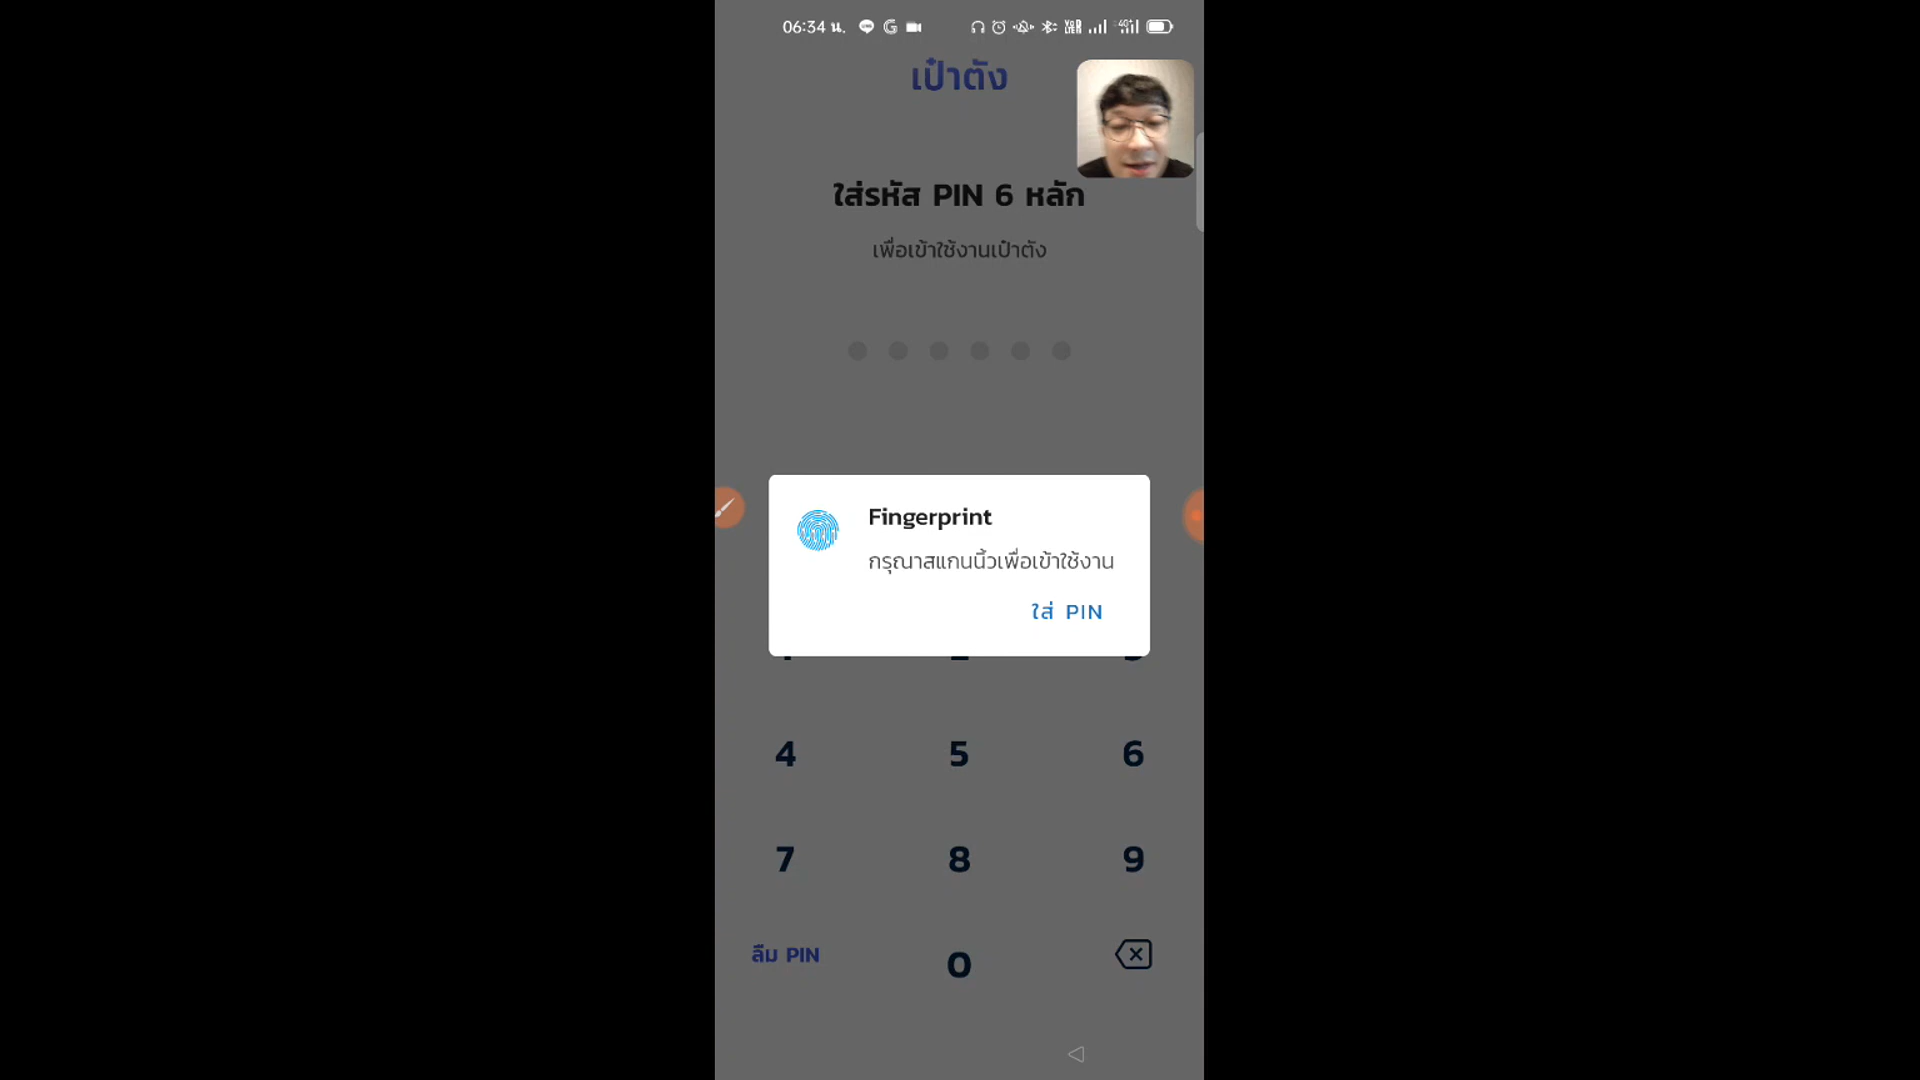 06:34 น.
เป๋าตัง
ใส่รหัส PIN 6 หลัก
เพื่อเข้าใช้งานเป๋าตัง
Fingerprint
กรุณาสแกนนิ้วเพื่อเข้าใช้งาน
ใส่ PIN
4 5 6
7 8 9
ลืม PIN 0